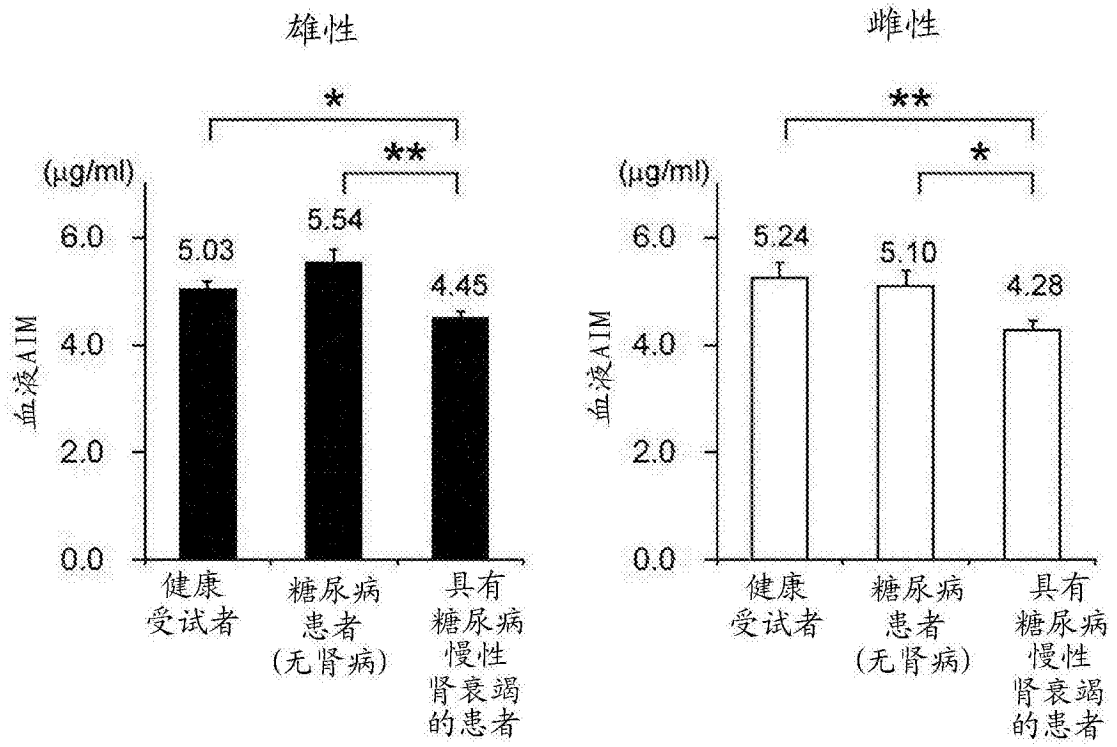 雄性
*
**
(μg/ml)
6.0
4.0
2.0
0.0
血液AIM
5.03
5.54
4.45
健康
受试者
糖尿病
患者
(无肾病)
具有
糖尿病
慢性
肾衰竭
的患者
雌性
**
*
(μg/ml)
6.0
4.0
2.0
0.0
血液AIM
5.24
5.10
4.28
健康
受试者
糖尿病
患者
(无肾病)
具有
糖尿病
慢性
肾衰竭
的患者